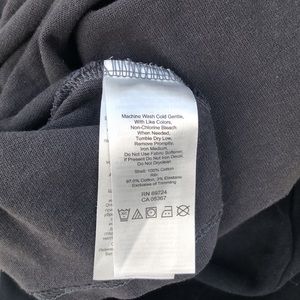 Machine Wash Cold Gentle,
With Like Colors,
Non-Chlorine Bleach
When Needed,
Tumble Dry Low,
Remove Promptly,
Iron Medium,
Do Not Use Fabric Softener,
If Present Do Not Iron Decal,
Do Not Dryclean
Shell: 100% Cotton
Rib:
97.0% Cotton, 3% Elastane
Exclusive of Trimming
RN 89724
CA 05367